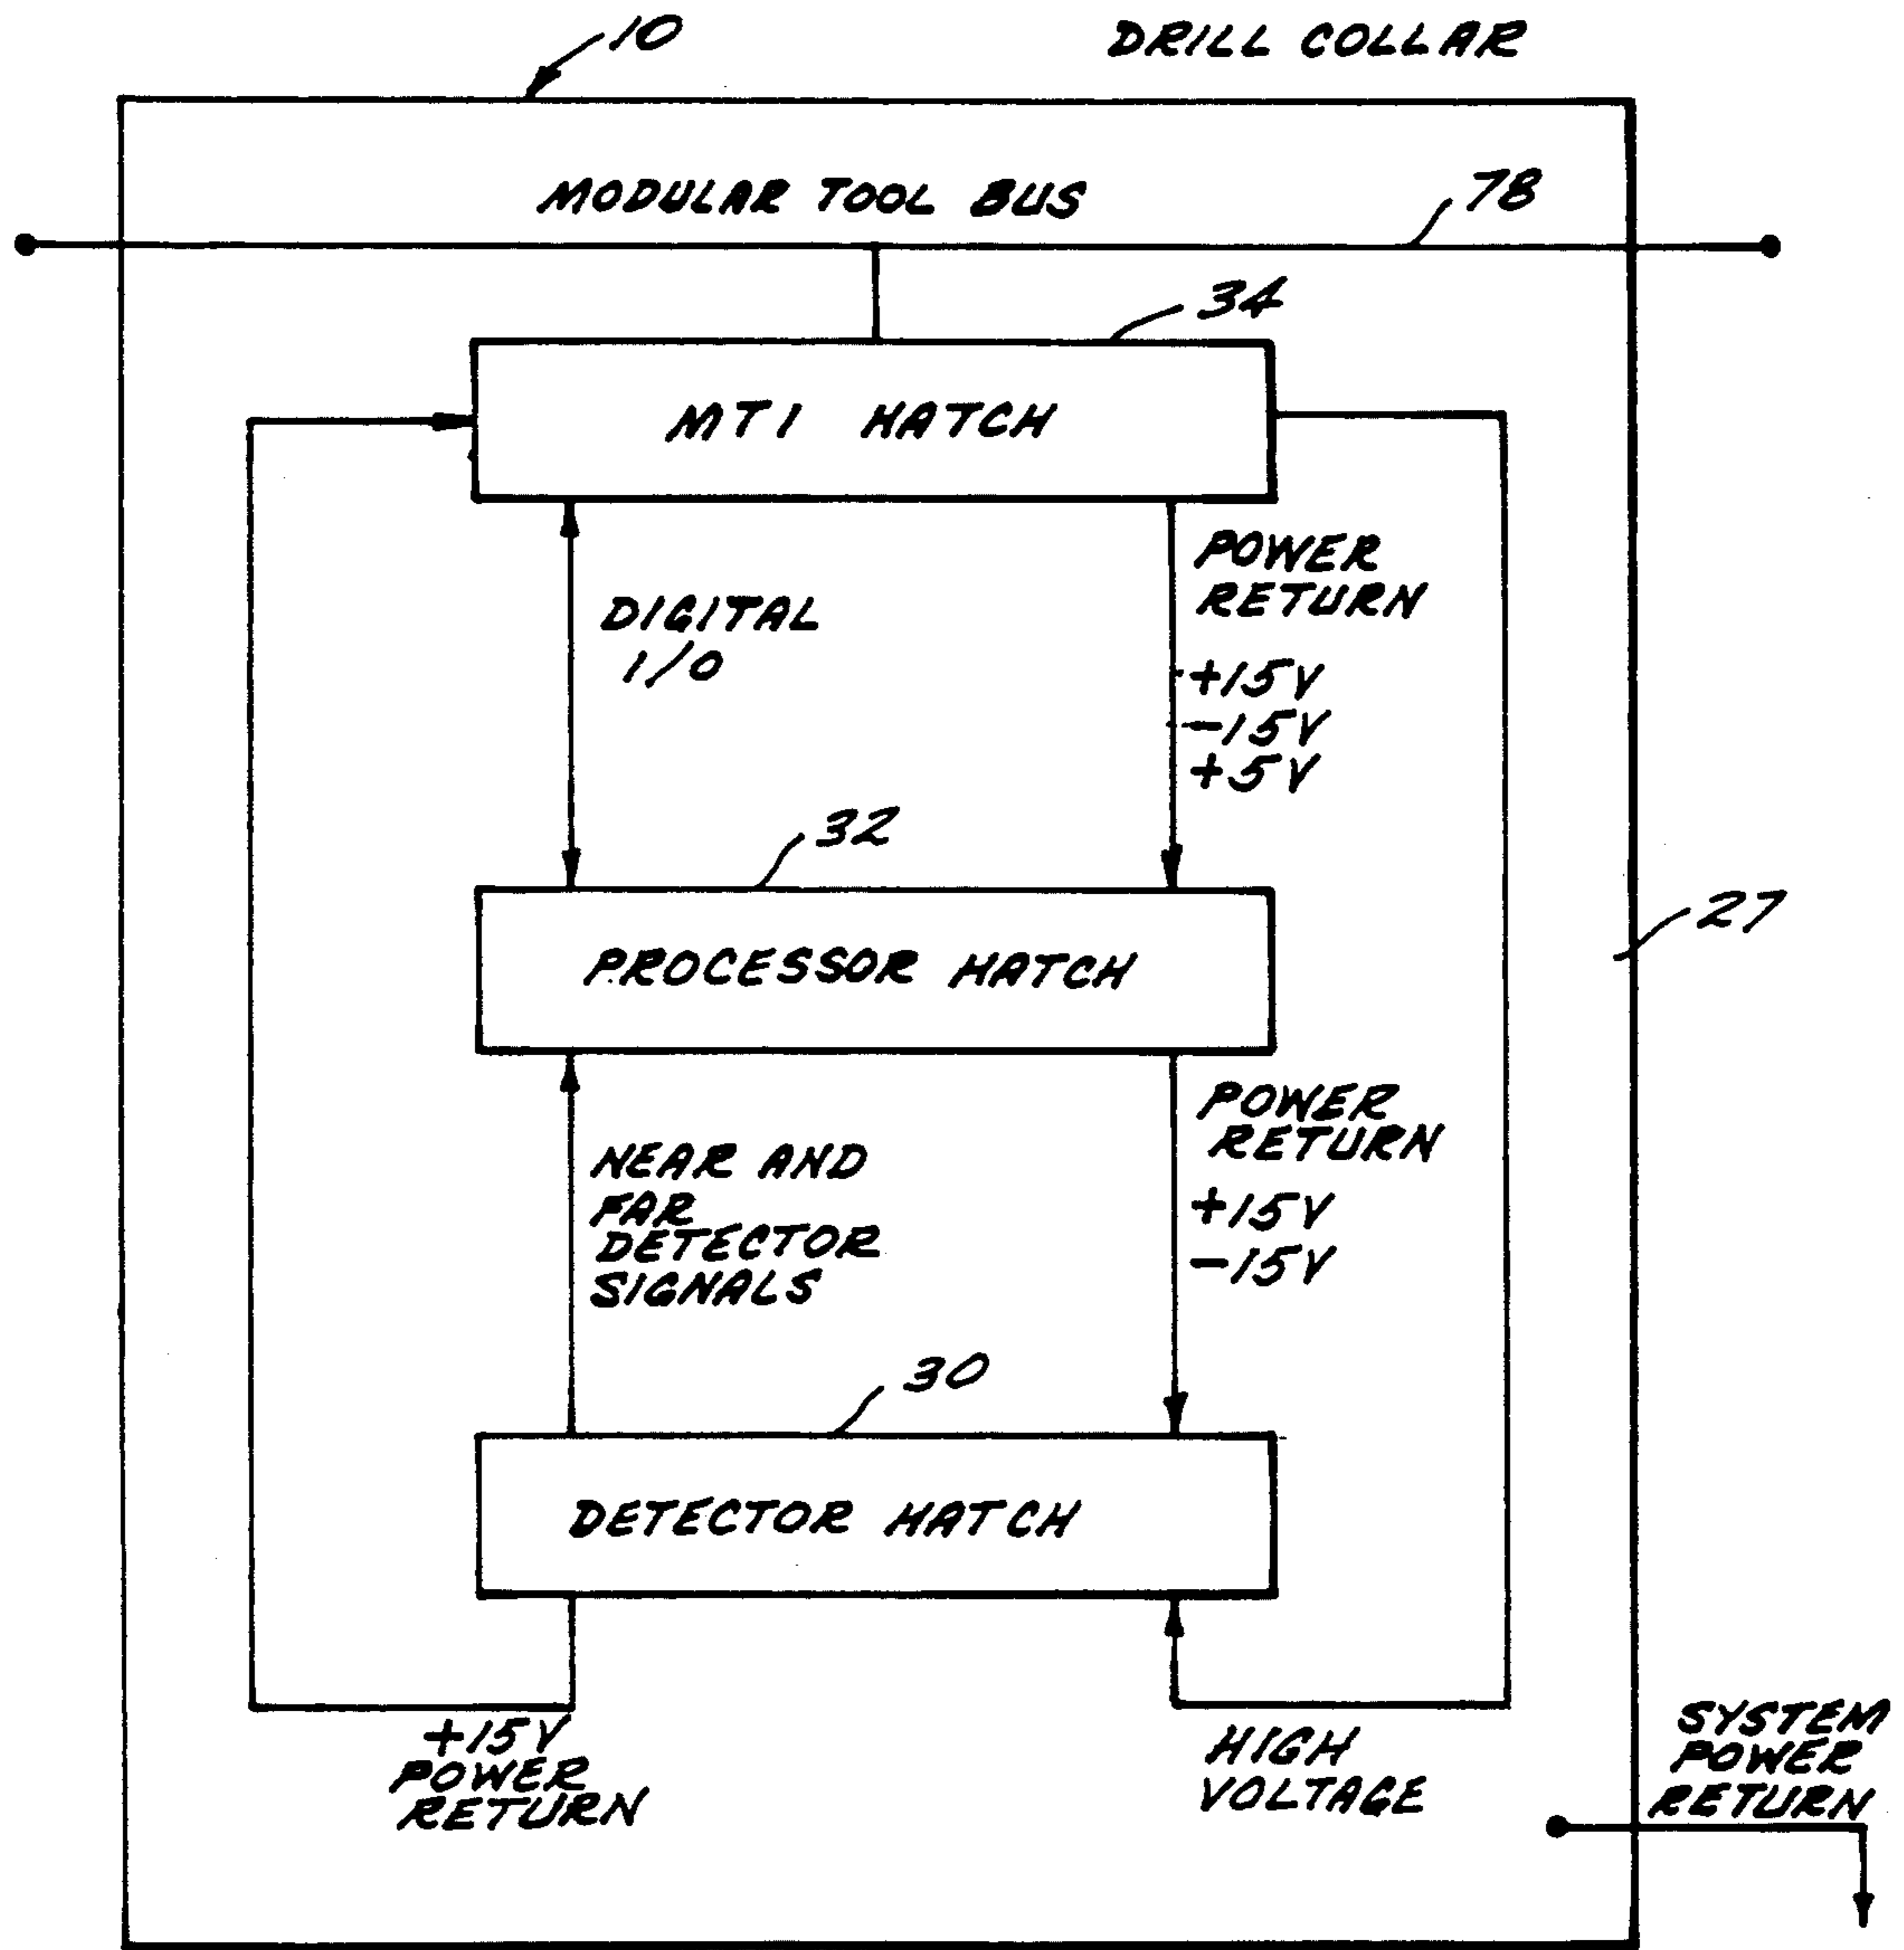 10
DRILL COLLAR
MODULAR TOOL BUS
78
34
MTI HATCH
POWER
RETURN
DIGITAL
I/O
+15V
-15V
+5V
32
27
PROCESSOR HATCH
POWER
RETURN
NEAR AND
FAR
DETECTOR
SIGNALS
+15V
-15V
30
DETECTOR HATCH
+15V
POWER
RETURN
HIGH
VOLTAGE
SYSTEM
POWER
RETURN